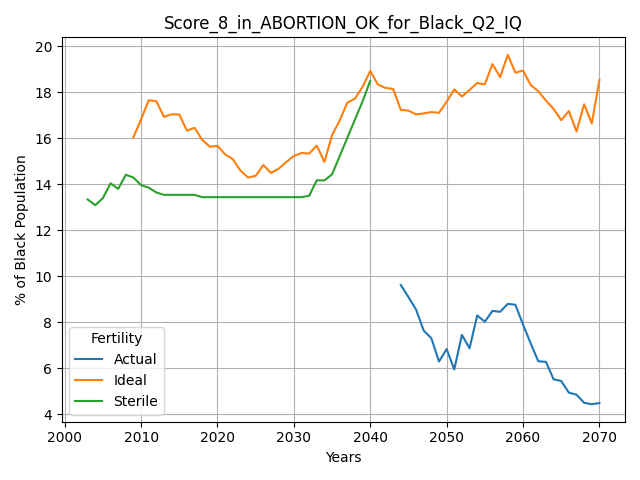 Score_8_in_ABORTION_OK_for_Black_Q2_IQ
% of Black Population
20
18
16
14
12
10
8
6
4
Fertility
Actual
Ideal
Sterile
2000 2010 2020 2030 2040 2050 2060 2070
Years